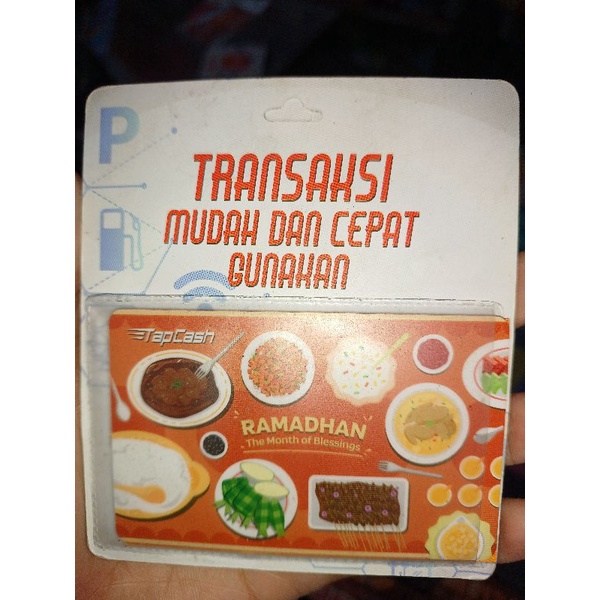 P
TRANSAKSI
MUDAH DAN CEPAT
GUNAKAN
TapCash
RAMADHAN
The Month of Blessings